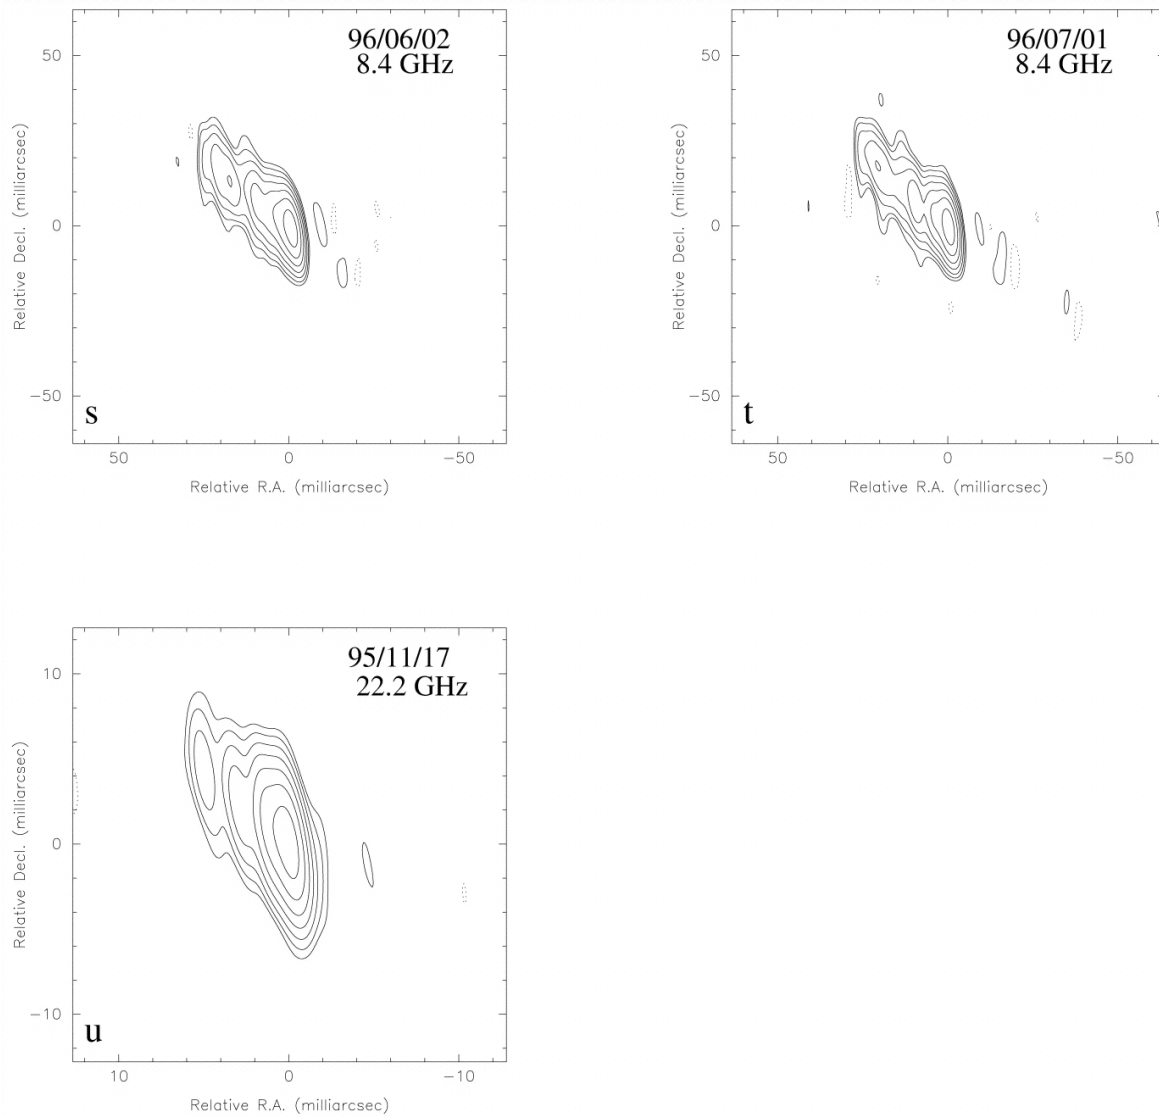 96/06/02
8.4 GHz
50
0
−50
Relative Decl. (milliarcsec)
s
50
0
−50
Relative R.A. (milliarcsec)
96/07/01
8.4 GHz
50
0
−50
Relative Decl. (milliarcsec)
t
50
0
−50
Relative R.A. (milliarcsec)
95/11/17
22.2 GHz
10
0
−10
Relative Decl. (milliarcsec)
u
10
0
−10
Relative R.A. (milliarcsec)